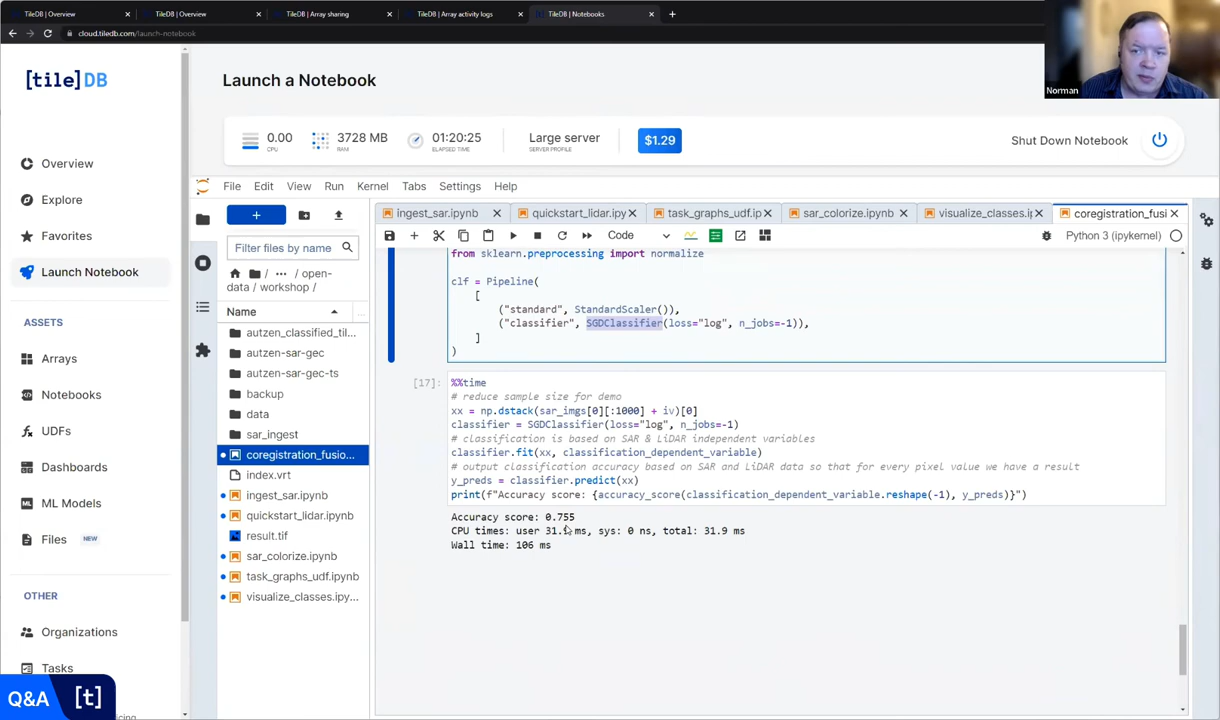 TileDB | Overview
TileDB | Overview
TileDB | Array sharing
TileDB | Array activity logs
TileDB | Notebooks
cloud.tiledb.com/launch-notebook
[tile]DB
Launch a Notebook
Norman
0.00
CPU
3728 MB
RAM
01:20:25
ELAPSED TIME
Large server
SERVER PROFILE
$1.29
Shut Down Notebook
Overview
Explore
Favorites
Launch Notebook
ASSETS
Arrays
Notebooks
UDFs
Dashboards
ML Models
Files NEW
OTHER
Organizations
Tasks
Q&A [t]
File Edit View Run Kernel Tabs Settings Help
Filter files by name
/ ··· / open-
data / workshop /
Name
autzen_classified_til...
autzen-sar-gec
autzen-sar-gec-ts
backup
data
sar_ingest
coregistration_fusio...
index.vrt
ingest_sar.ipynb
quickstart_lidar.ipynb
result.tif
sar_colorize.ipynb
task_graphs_udf.ipynb
visualize_classes.ipy...
ingest_sar.ipynb
quickstart_lidar.ipy
task_graphs_udf.ip
sar_colorize.ipynb
visualize_classes.ip
coregistration_fusi
Code
Python 3 (ipykernel)
from sklearn.preprocessing import normalize
clf = Pipeline(
[
("standard", StandardScaler()),
("classifier", SGDClassifier(loss="log", n_jobs=-1)),
]
)
[17]:
%%time
# reduce sample size for demo
xx = np.dstack(sar_imgs[0][:1000] + iv)[0]
classifier = SGDClassifier(loss="log", n_jobs=-1)
# classification is based on SAR & LiDAR independent variables
classifier.fit(xx, classification_dependent_variable)
# output classification accuracy based on SAR and LiDAR data so that for every pixel value we have a result
y_preds = classifier.predict(xx)
print(f"Accuracy score: {accuracy_score(classification_dependent_variable.reshape(-1), y_preds)}")
Accuracy score: 0.755
CPU times: user 31.9 ms, sys: 0 ns, total: 31.9 ms
Wall time: 106 ms